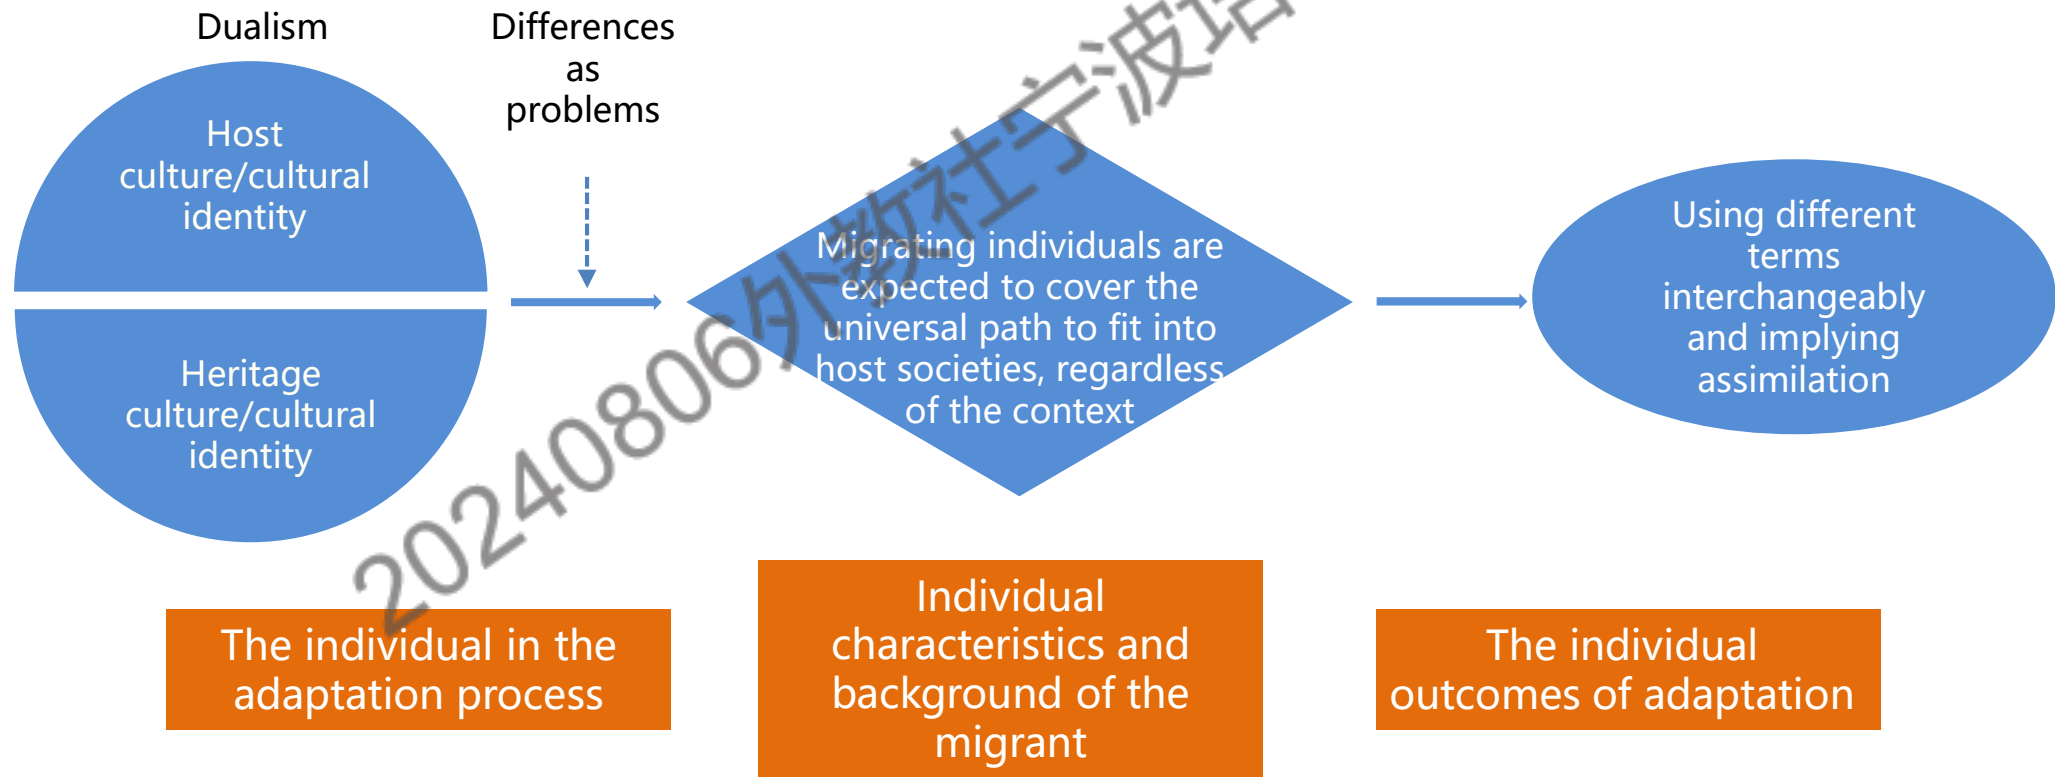 Dualism
Differences
as
problems
Host
culture/cultural
identity
Heritage
culture/cultural
identity
Migrating individuals are
expected to cover the
universal path to fit into
host societies, regardless
of the context
Using different
terms
interchangeably
and implying
assimilation
The individual in the
adaptation process
Individual
characteristics and
background of the
migrant
The individual
outcomes of adaptation
20240806外教社宁波培